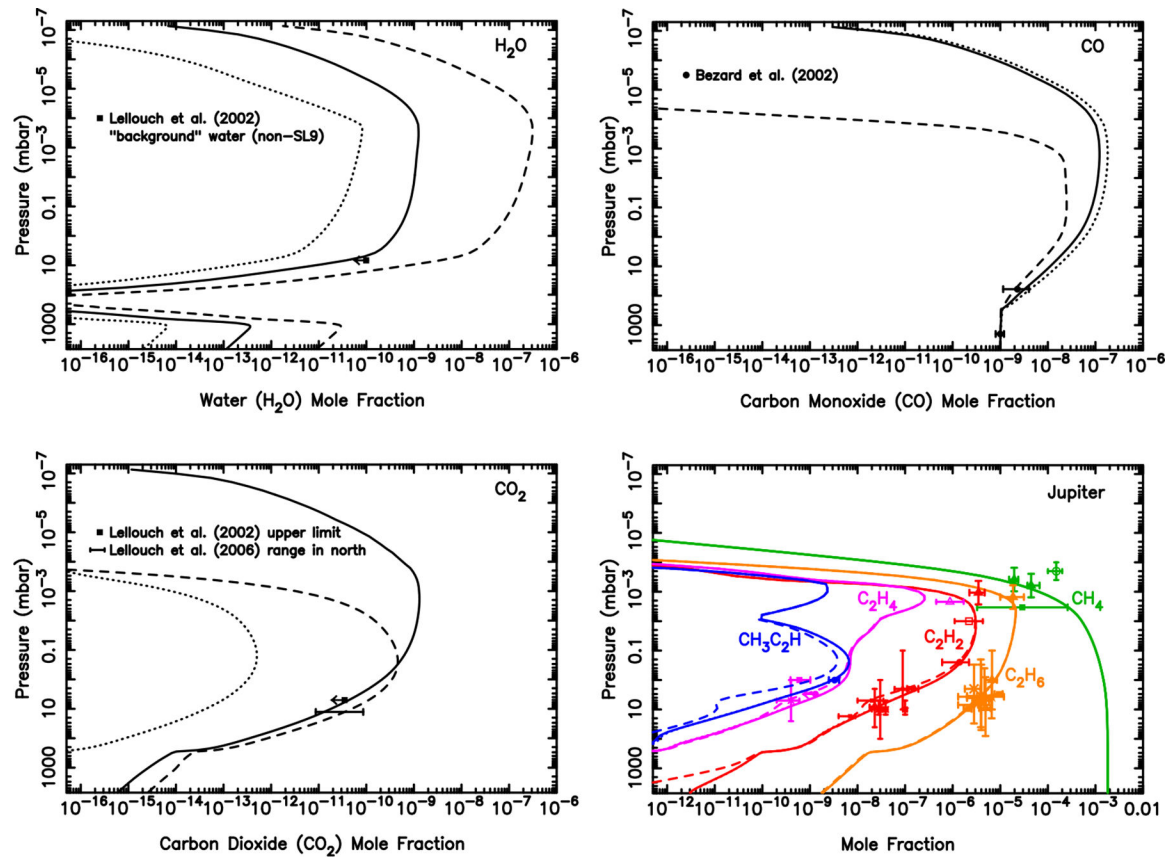 H₂O
Lellouch et al. (2002)
"background" water (non-SL9)
Pressure (mbar)
10⁻⁷
10⁻⁵
10⁻³
0.1
10
1000
10⁻¹⁶ 10⁻¹⁵ 10⁻¹⁴ 10⁻¹³ 10⁻¹² 10⁻¹¹ 10⁻¹⁰ 10⁻⁹ 10⁻⁸ 10⁻⁷ 10⁻⁶
Water (H₂O) Mole Fraction
CO
Bezard et al. (2002)
Pressure (mbar)
10⁻⁷
10⁻⁵
10⁻³
0.1
10
1000
10⁻¹⁶ 10⁻¹⁵ 10⁻¹⁴ 10⁻¹³ 10⁻¹² 10⁻¹¹ 10⁻¹⁰ 10⁻⁹ 10⁻⁸ 10⁻⁷ 10⁻⁶
Carbon Monoxide (CO) Mole Fraction
CO₂
Lellouch et al. (2002) upper limit
Lellouch et al. (2006) range in north
Pressure (mbar)
10⁻⁷
10⁻⁵
10⁻³
0.1
10
1000
10⁻¹⁶ 10⁻¹⁵ 10⁻¹⁴ 10⁻¹³ 10⁻¹² 10⁻¹¹ 10⁻¹⁰ 10⁻⁹ 10⁻⁸ 10⁻⁷ 10⁻⁶
Carbon Dioxide (CO₂) Mole Fraction
Jupiter
Pressure (mbar)
10⁻⁷
10⁻⁵
10⁻³
0.1
10
1000
C₂H₄
CH₄
CH₃C₂H
C₂H₂
C₂H₆
10⁻¹² 10⁻¹¹ 10⁻¹⁰ 10⁻⁹ 10⁻⁸ 10⁻⁷ 10⁻⁶ 10⁻⁵ 10⁻⁴ 10⁻³ 0.01
Mole Fraction